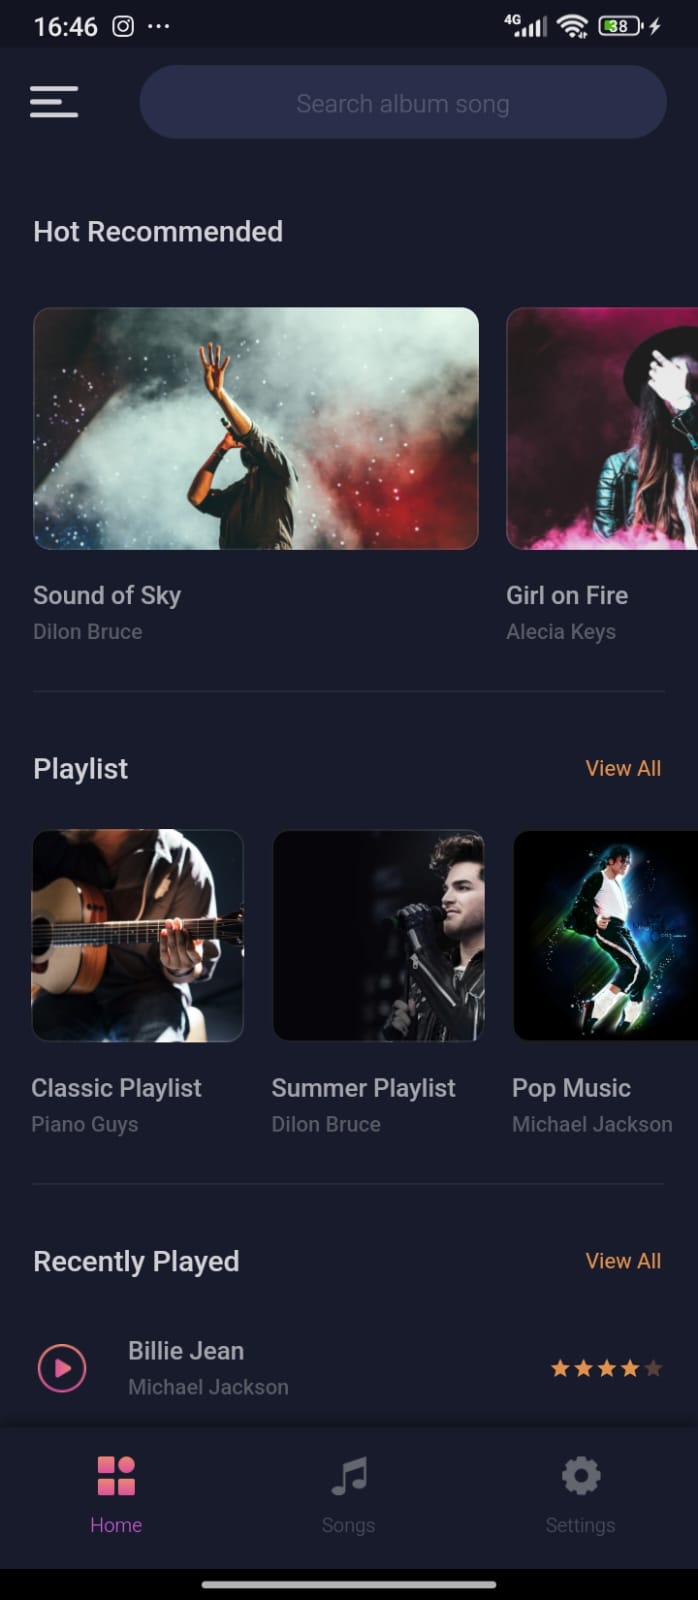 16:46
4G
38
Search album song
Hot Recommended
Sound of Sky
Dilon Bruce
Girl on Fire
Alecia Keys
Playlist
View All
Classic Playlist
Piano Guys
Summer Playlist
Dilon Bruce
Pop Music
Michael Jackson
Recently Played
View All
Billie Jean
Michael Jackson
Home
Songs
Settings